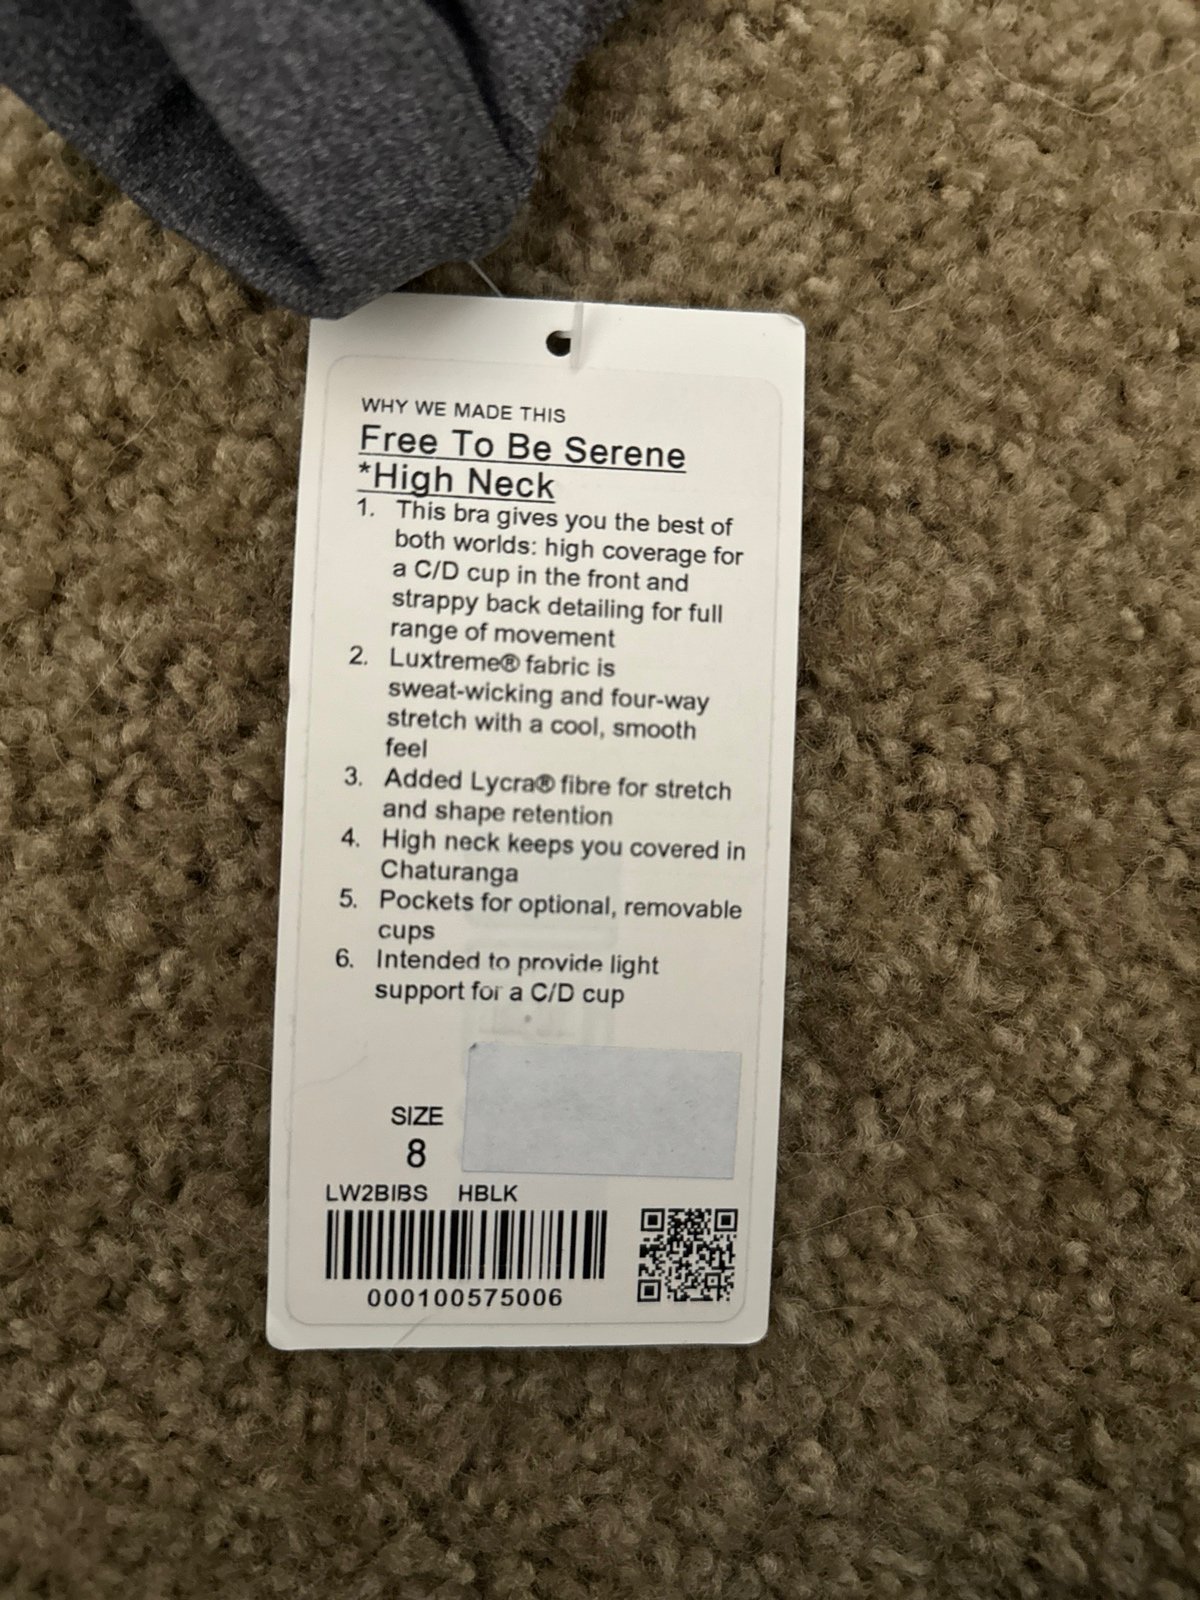 WHY WE MADE THIS
Free To Be Serene
*High Neck
1. This bra gives you the best of
both worlds: high coverage for
a C/D cup in the front and
strappy back detailing for full
range of movement
2. Luxtreme® fabric is
sweat-wicking and four-way
stretch with a cool, smooth
feel
3. Added Lycra® fibre for stretch
and shape retention
4. High neck keeps you covered in
Chaturanga
5. Pockets for optional, removable
cups
6. Intended to provide light
support for a C/D cup
SIZE
8
LW2BIBS HBLK
000100575006